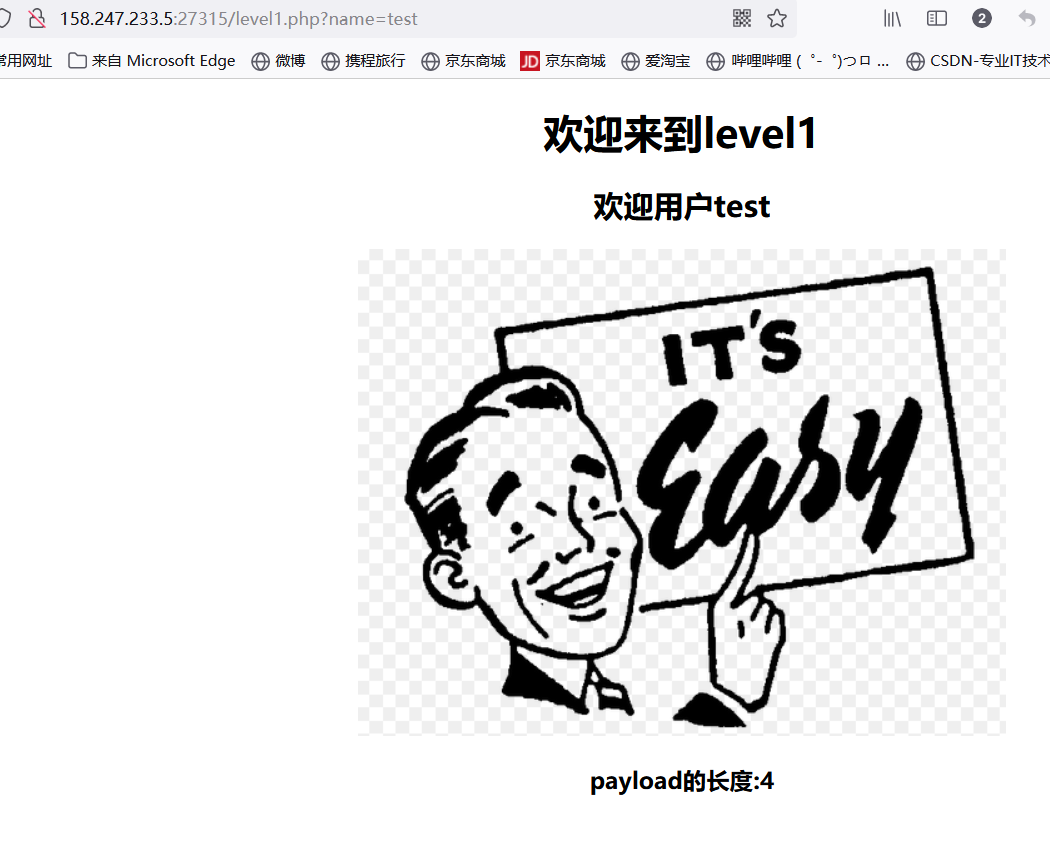 158.247.233.5:27315/level1.php?name=test
2
常用网址 来自 Microsoft Edge 微博 携程旅行 京东商城 JD 京东商城 爱淘宝 哔哩哔哩 ( ゜- ゜)つロ ... CSDN-专业IT技术
欢迎来到level1
欢迎用户test
IT'S
Easy
payload的长度:4